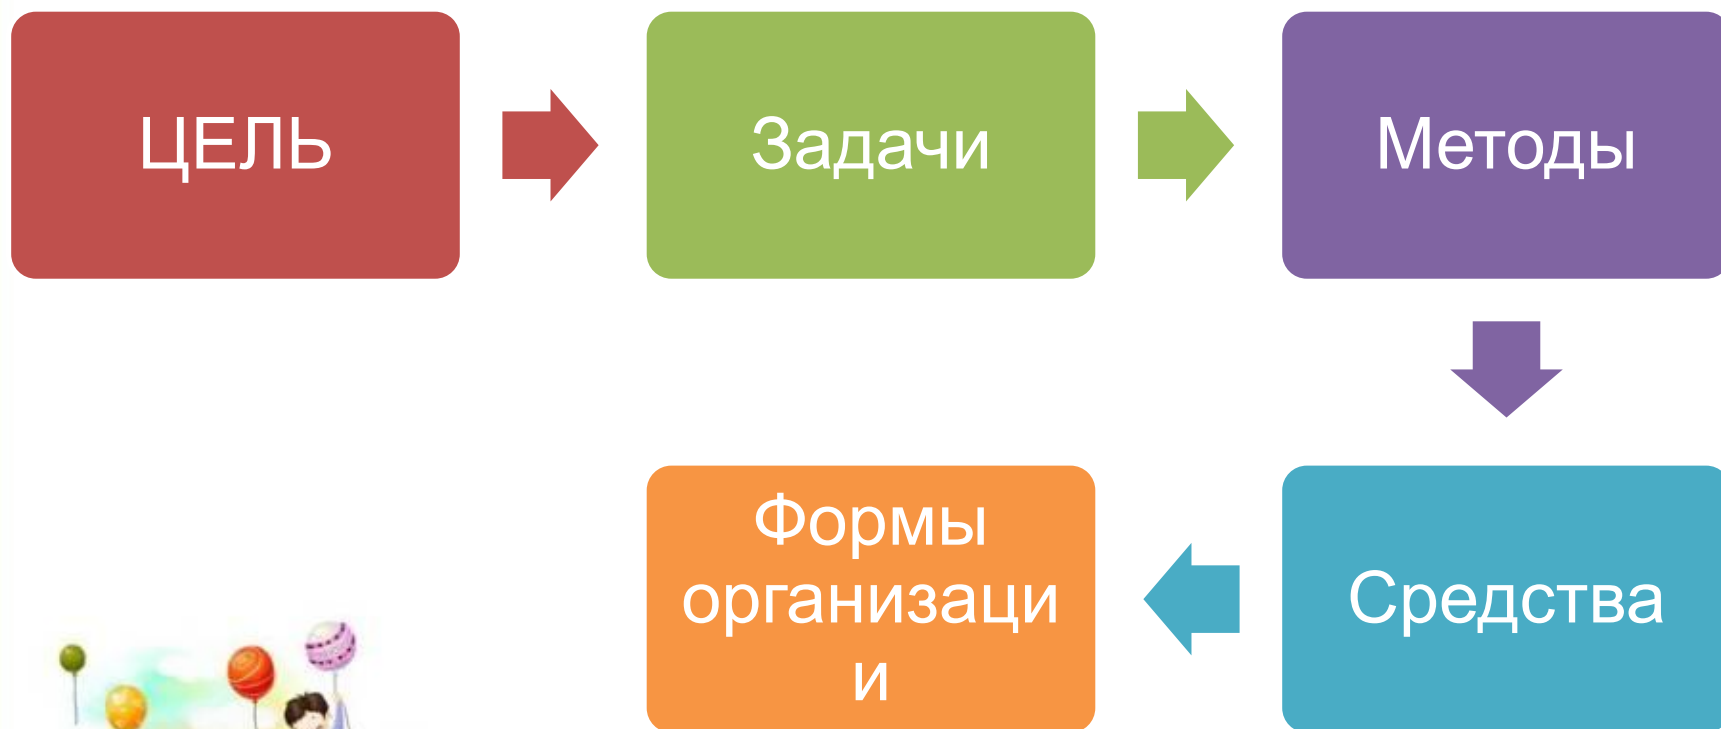 ЦЕЛЬ
Задачи
Методы
Формы
организаци
и
Средства